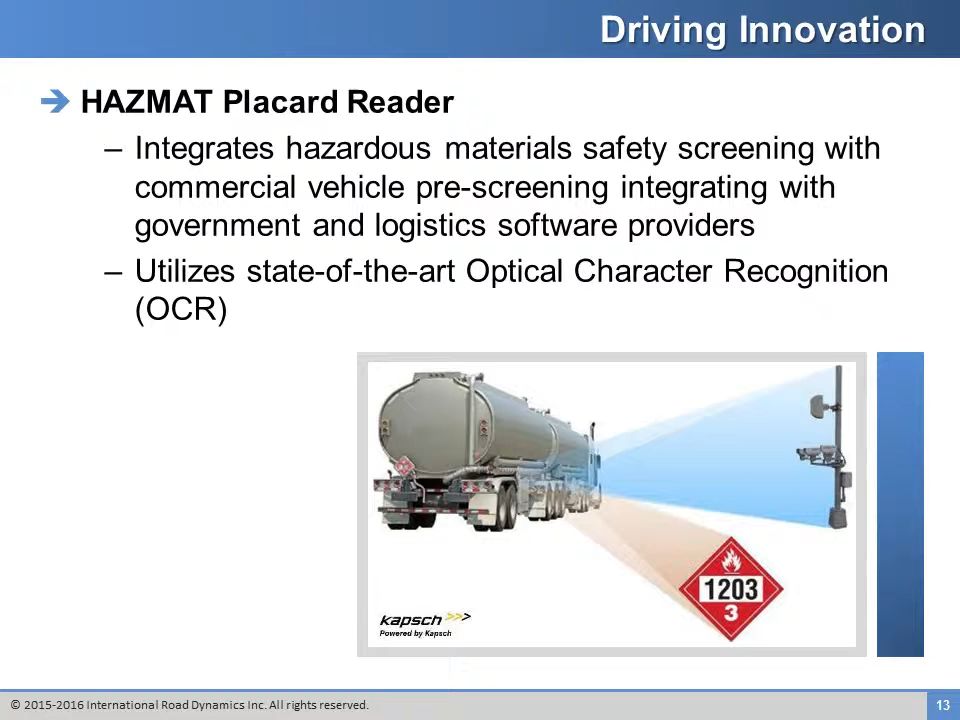 Driving Innovation
➔ HAZMAT Placard Reader
– Integrates hazardous materials safety screening with
commercial vehicle pre-screening integrating with
government and logistics software providers
– Utilizes state-of-the-art Optical Character Recognition
(OCR)
1203
3
kapsch >>>
Powered by Kapsch
© 2015-2016 International Road Dynamics Inc. All rights reserved.
13